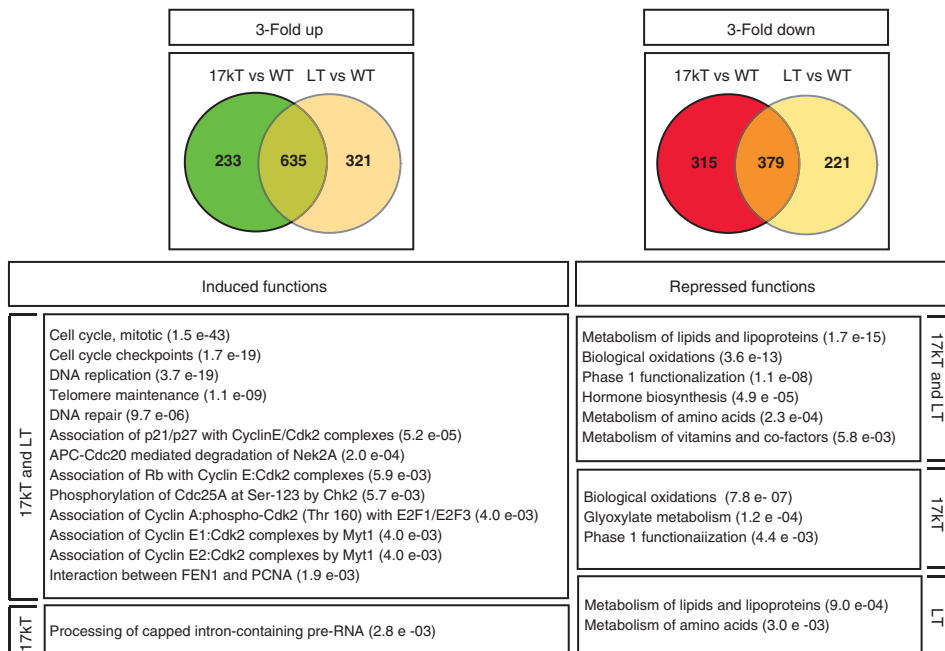 3-Fold up
17kT vs WT LT vs WT
233 635 321
3-Fold down
17kT vs WT LT vs WT
315 379 221
Induced functions
17kT and LT
Cell cycle, mitotic (1.5 e-43)
Cell cycle checkpoints (1.7 e-19)
DNA replication (3.7 e-19)
Telomere maintenance (1.1 e-09)
DNA repair (9.7 e-06)
Association of p21/p27 with CyclinE/Cdk2 complexes (5.2 e-05)
APC-Cdc20 mediated degradation of Nek2A (2.0 e-04)
Association of Rb with Cyclin E:Cdk2 complexes (5.9 e-03)
Phosphorylation of Cdc25A at Ser-123 by Chk2 (5.7 e-03)
Association of Cyclin A:phospho-Cdk2 (Thr 160) with E2F1/E2F3 (4.0 e-03)
Association of Cyclin E1:Cdk2 complexes by Myt1 (4.0 e-03)
Association of Cyclin E2:Cdk2 complexes by Myt1 (4.0 e-03)
Interaction between FEN1 and PCNA (1.9 e-03)
17kT
Processing of capped intron-containing pre-RNA (2.8 e -03)
Repressed functions
Metabolism of lipids and lipoproteins (1.7 e-15)
Biological oxidations (3.6 e-13)
Phase 1 functionalization (1.1 e-08)
Hormone biosynthesis (4.9 e -05)
Metabolism of amino acids (2.3 e-04)
Metabolism of vitamins and co-factors (5.8 e-03)
17kT and LT
Biological oxidations (7.8 e- 07)
Glyoxylate metabolism (1.2 e -04)
Phase 1 functionaiization (4.4 e -03)
17kT
Metabolism of lipids and lipoproteins (9.0 e-04)
Metabolism of amino acids (3.0 e -03)
LT